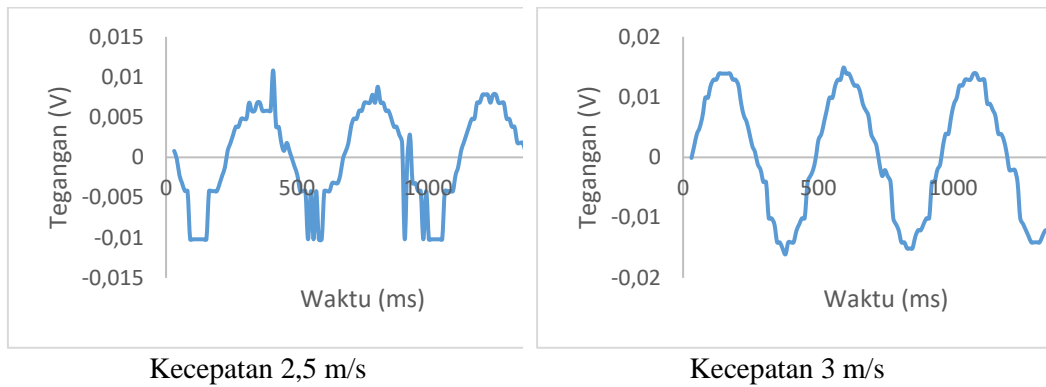 0,015
0,01
0,005
0
-0,005
-0,01
-0,015
0 500 1000
Tegangan (V)
Waktu (ms)
Kecepatan 2,5 m/s
0,02
0,01
0
-0,01
-0,02
0 500 1000
Tegangan (V)
Waktu (ms)
Kecepatan 3 m/s